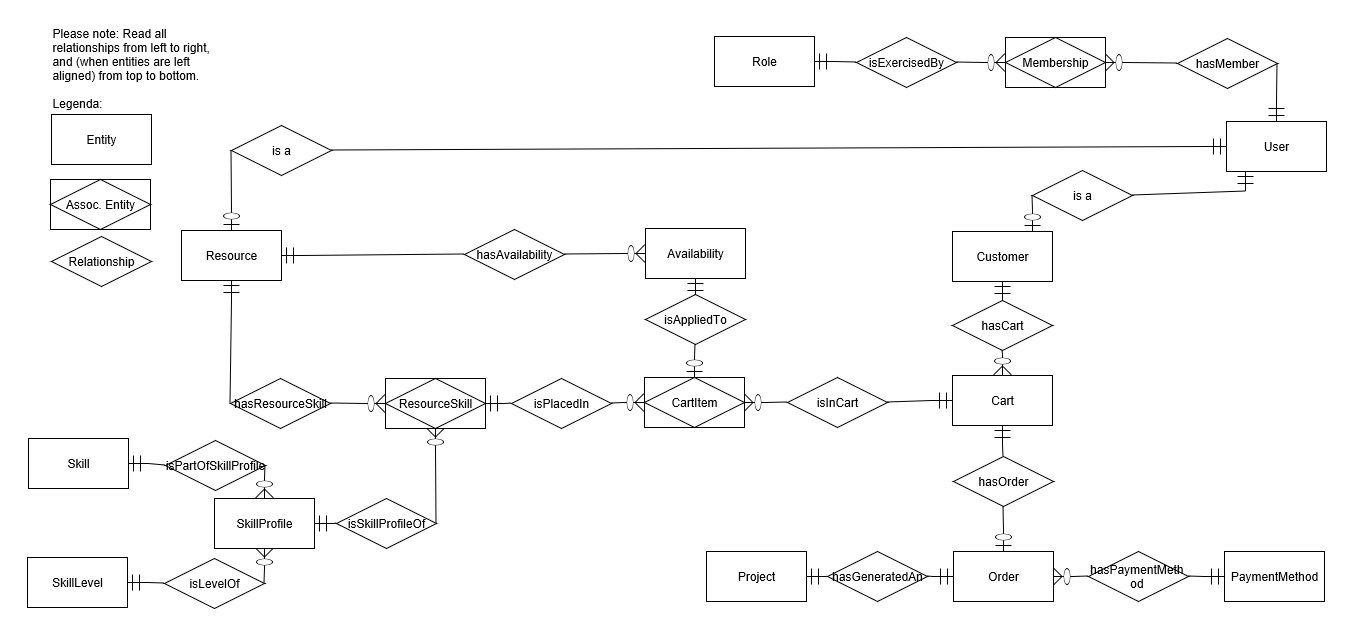 Please note: Read all
relationships from left to right,
and (when entities are left
aligned) from top to bottom.
Legenda:
Entity
Assoc. Entity
Relationship
Role
isExercisedBy
Membership
hasMember
is a
User
is a
Resource
hasAvailability
Availability
Customer
isAppliedTo
hasCart
hasResourceSkill
ResourceSkill
isPlacedIn
CartItem
isInCart
Cart
Skill
isPartOfSkillProfile
hasOrder
SkillProfile
isSkillProfileOf
SkillLevel
isLevelOf
Project
hasGeneratedAn
Order
hasPaymentMeth
od
PaymentMethod